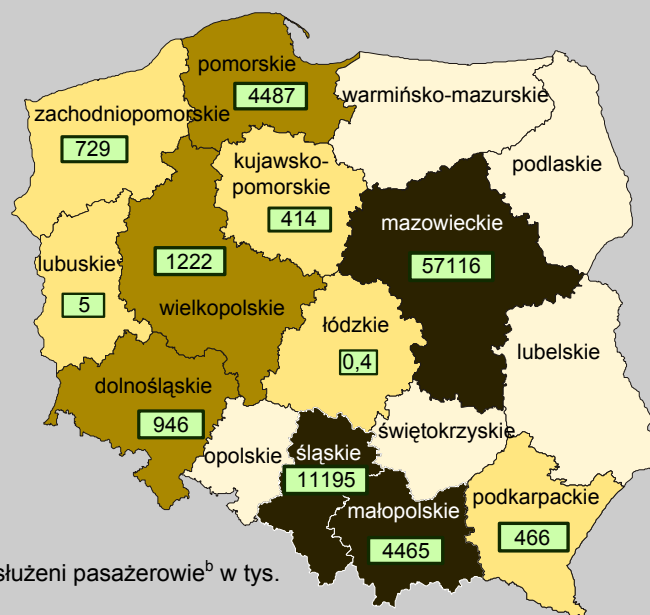 pomorskie
4487
warmińsko-mazurskie
zachodniopomorskie
729
kujawsko-
pomorskie
414
podlaskie
mazowieckie
57116
lubuskie
5
1222
wielkopolskie
łódzkie
0,4
lubelskie
dolnośląskie
946
opolskie
śląskie
11195
świętokrzyskie
małopolskie
4465
podkarpackie
466
służeni pasażerowieᵇ w tys.